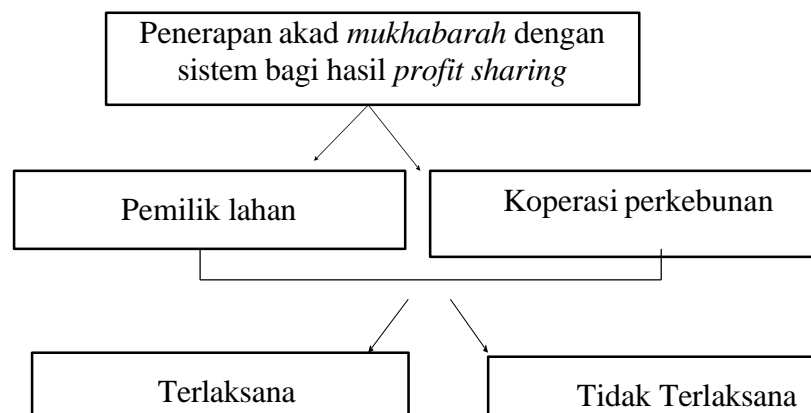 Penerapan akad mukhabarah dengan
sistem bagi hasil profit sharing
Pemilik lahan
Koperasi perkebunan
Terlaksana
Tidak Terlaksana